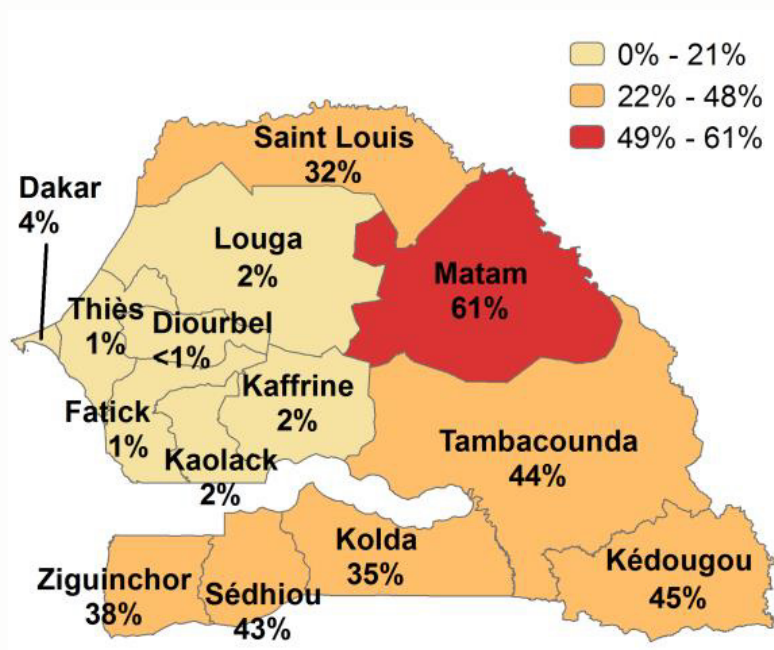 0% - 21%
22% - 48%
49% - 61%
Saint Louis
32%
Dakar
4%
Louga
2%
Matam
61%
Thiès
1%
Diourbel
<1%
Kaffrine
2%
Fatick
1%
Kaolack
2%
Tambacounda
44%
Kolda
35%
Kédougou
45%
Ziguinchor
38%
Sédhiou
43%